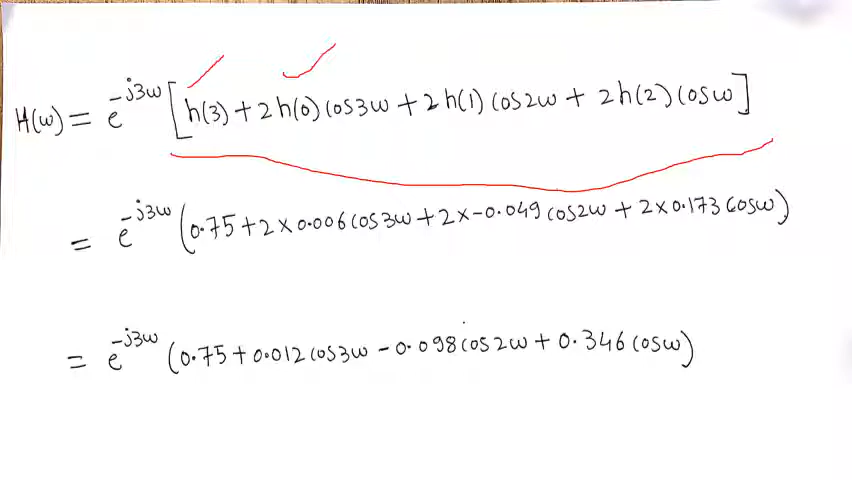 H(ω) = e^{-j3ω} [h(3) + 2h(0) cos3ω + 2h(1) cos2ω + 2h(2) cosω]
= e^{-j3ω} (0.75 + 2×0.006 cos3ω + 2×-0.049 cos2ω + 2×0.173 cosω)
= e^{-j3ω} (0.75 + 0.012 cos3ω - 0.098 cos2ω + 0.346 cosω)